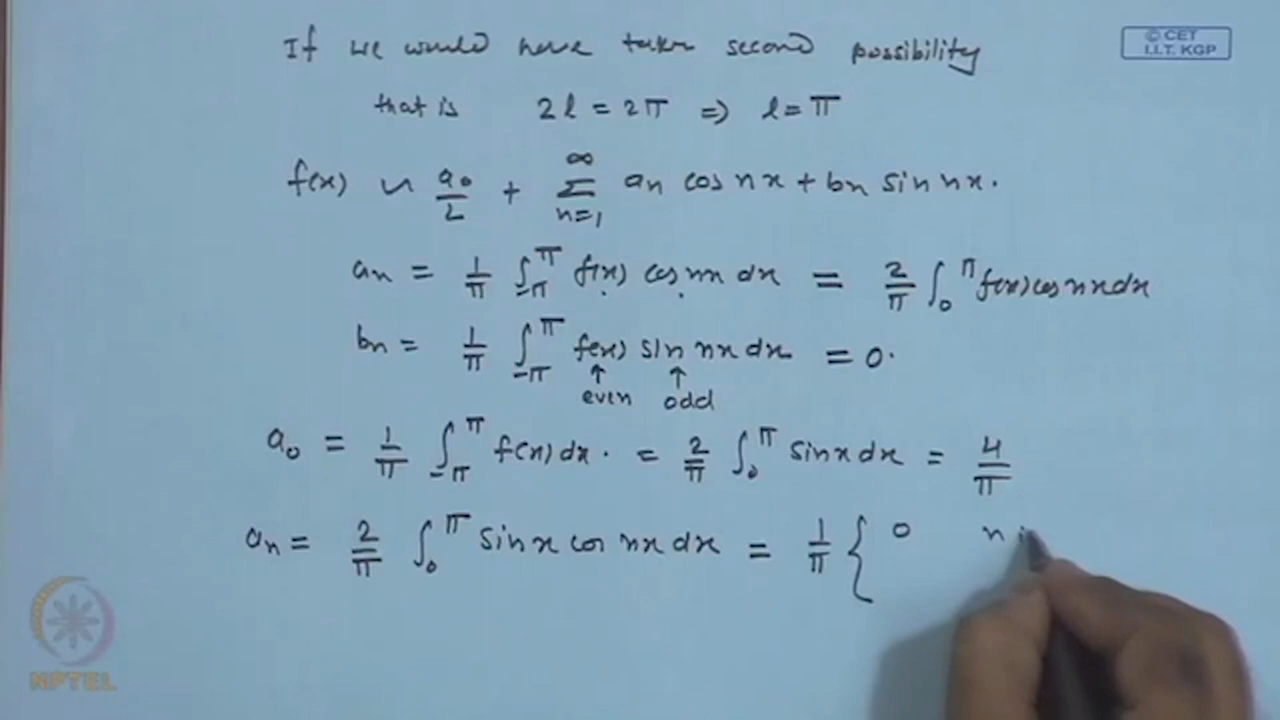 © CET
I.I.T. KGP
If we would have taken second possibility
that is 2l = 2π ⇒ l = π
f(x) ~ a₀/2 + ∑_{n=1}^{∞} aₙ cos nx + bₙ sin nx.
aₙ = 1/π ∫_{-π}^{π} f(x) cos nx dx = 2/π ∫_0^π f(x) cos nx dx
bₙ = 1/π ∫_{-π}^{π} f(x) sin nx dx = 0.
↑ ↑
even odd
a₀ = 1/π ∫_{-π}^{π} f(x) dx. = 2/π ∫_0^π sin x dx = 4/π
aₙ = 2/π ∫_0^π sin x cos nx dx = 1/π { 0 n i
NPTEL